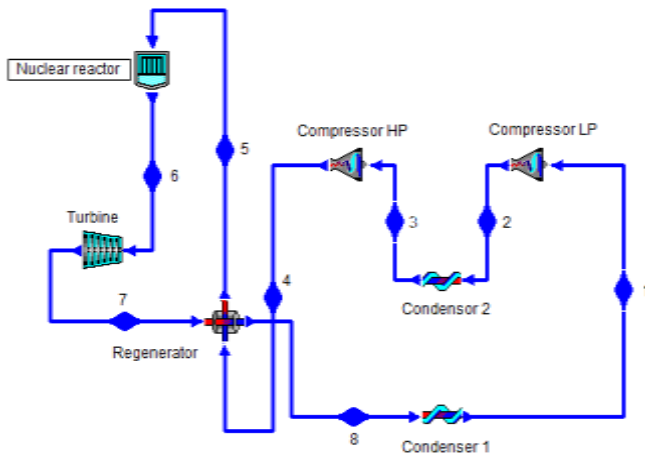 Nuclear reactor
Compressor HP
Compressor LP
5
6
3
2
Turbine
4
1
7
Condensor 2
Regenerator
8
Condenser 1